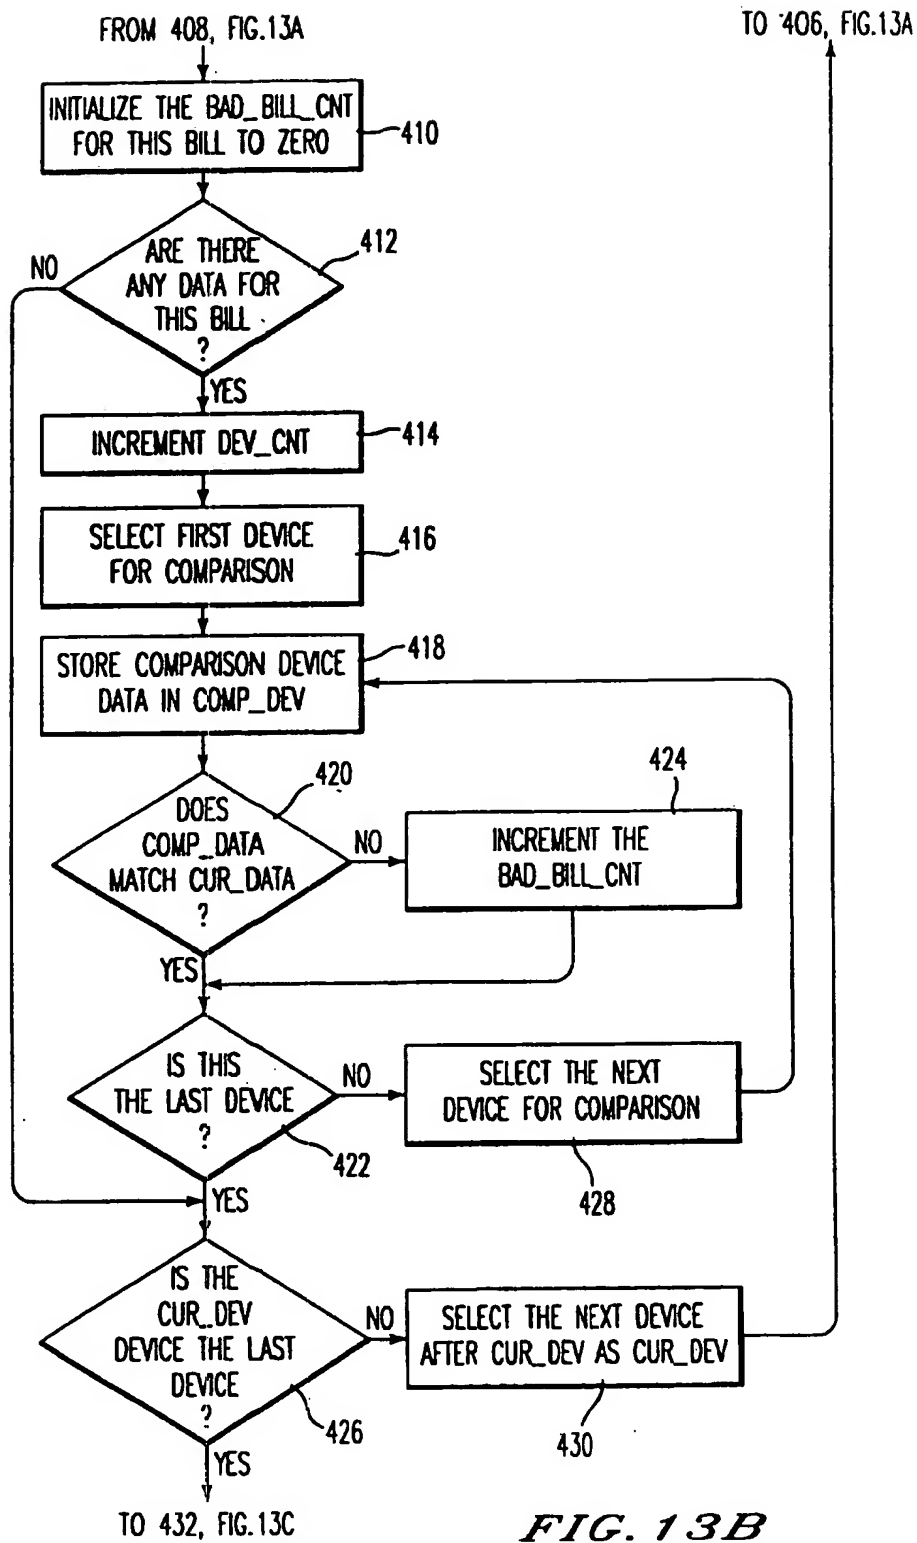 FROM 408, FIG.13A
TO 406, FIG.13A
INITIALIZE THE BAD_BILL_CNT
FOR THIS BILL TO ZERO
410
ARE THERE
ANY DATA FOR
THIS BILL
?
412
NO
YES
INCREMENT DEV_CNT
414
SELECT FIRST DEVICE
FOR COMPARISON
416
STORE COMPARISON DEVICE
DATA IN COMP_DEV
418
DOES
COMP_DATA
MATCH CUR_DATA
?
420
NO
INCREMENT THE
BAD_BILL_CNT
424
YES
IS THIS
THE LAST DEVICE
?
422
NO
SELECT THE NEXT
DEVICE FOR COMPARISON
428
YES
IS THE
CUR_DEV
DEVICE THE LAST
DEVICE
?
426
NO
SELECT THE NEXT DEVICE
AFTER CUR_DEV AS CUR_DEV
430
YES
TO 432, FIG.13C
FIG. 13B